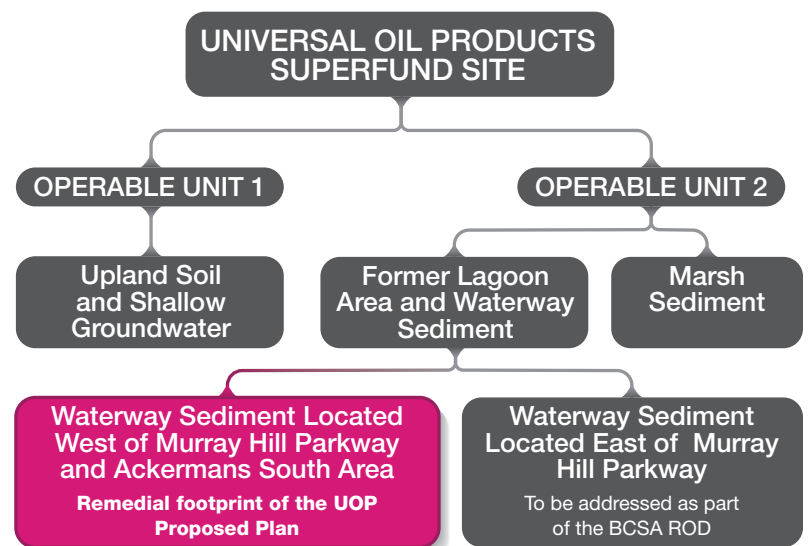 UNIVERSAL OIL PRODUCTS
SUPERFUND SITE
OPERABLE UNIT 1
OPERABLE UNIT 2
Upland Soil
and Shallow
Groundwater
Former Lagoon
Area and Waterway
Sediment
Marsh
Sediment
Waterway Sediment Located
West of Murray Hill Parkway
and Ackermans South Area
Remedial footprint of the UOP
Proposed Plan
Waterway Sediment
Located East of Murray
Hill Parkway
To be addressed as part
of the BCSA ROD